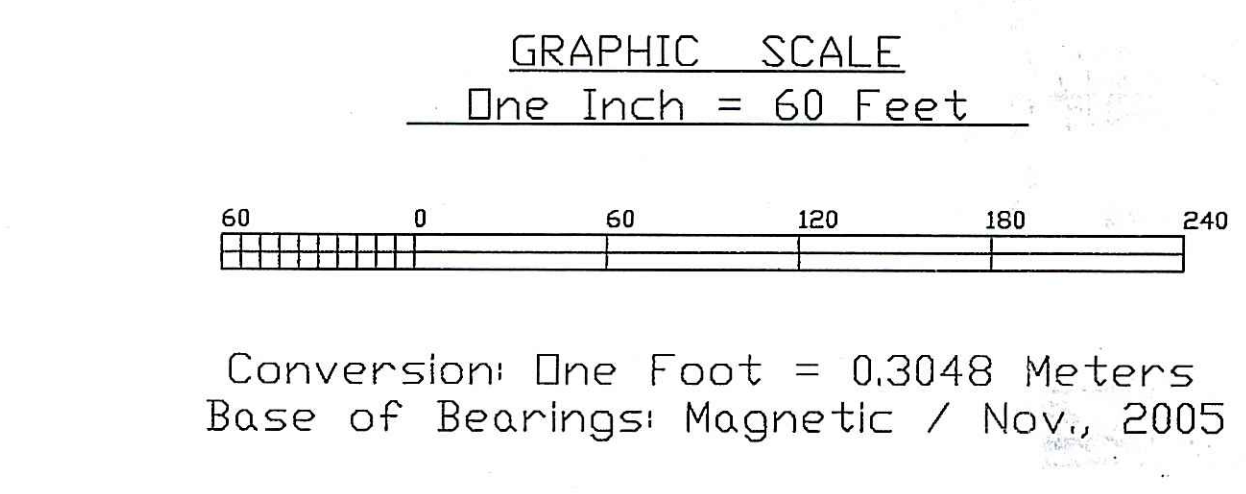 GRAPHIC SCALE
One Inch = 60 Feet
60 0 60 120 180 240
Conversion: One Foot = 0.3048 Meters
Base of Bearings: Magnetic / Nov., 2005